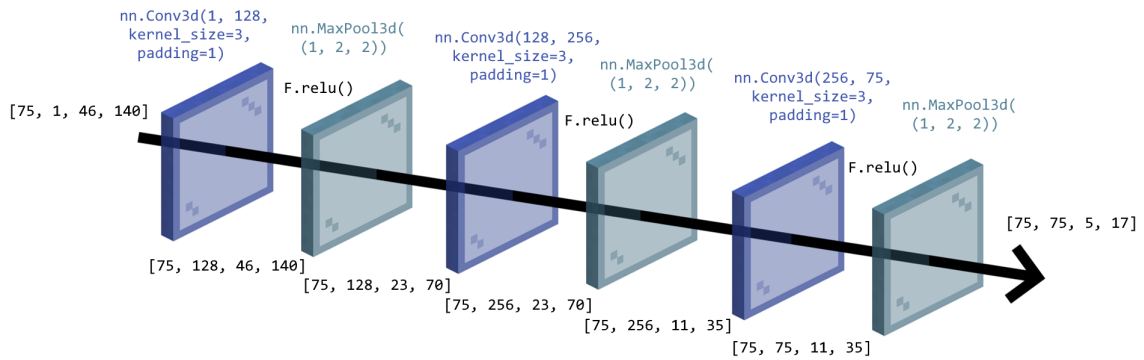 nn.Conv3d(1, 128,
kernel_size=3,
padding=1)
nn.MaxPool3d(
(1, 2, 2))
nn.Conv3d(128, 256,
kernel_size=3,
padding=1)
nn.MaxPool3d(
(1, 2, 2))
nn.Conv3d(256, 75,
kernel_size=3,
padding=1)
nn.MaxPool3d(
(1, 2, 2))
[75, 1, 46, 140]
F.relu()
F.relu()
F.relu()
[75, 75, 5, 17]
[75, 128, 46, 140]
[75, 128, 23, 70]
[75, 256, 23, 70]
[75, 256, 11, 35]
[75, 75, 11, 35]